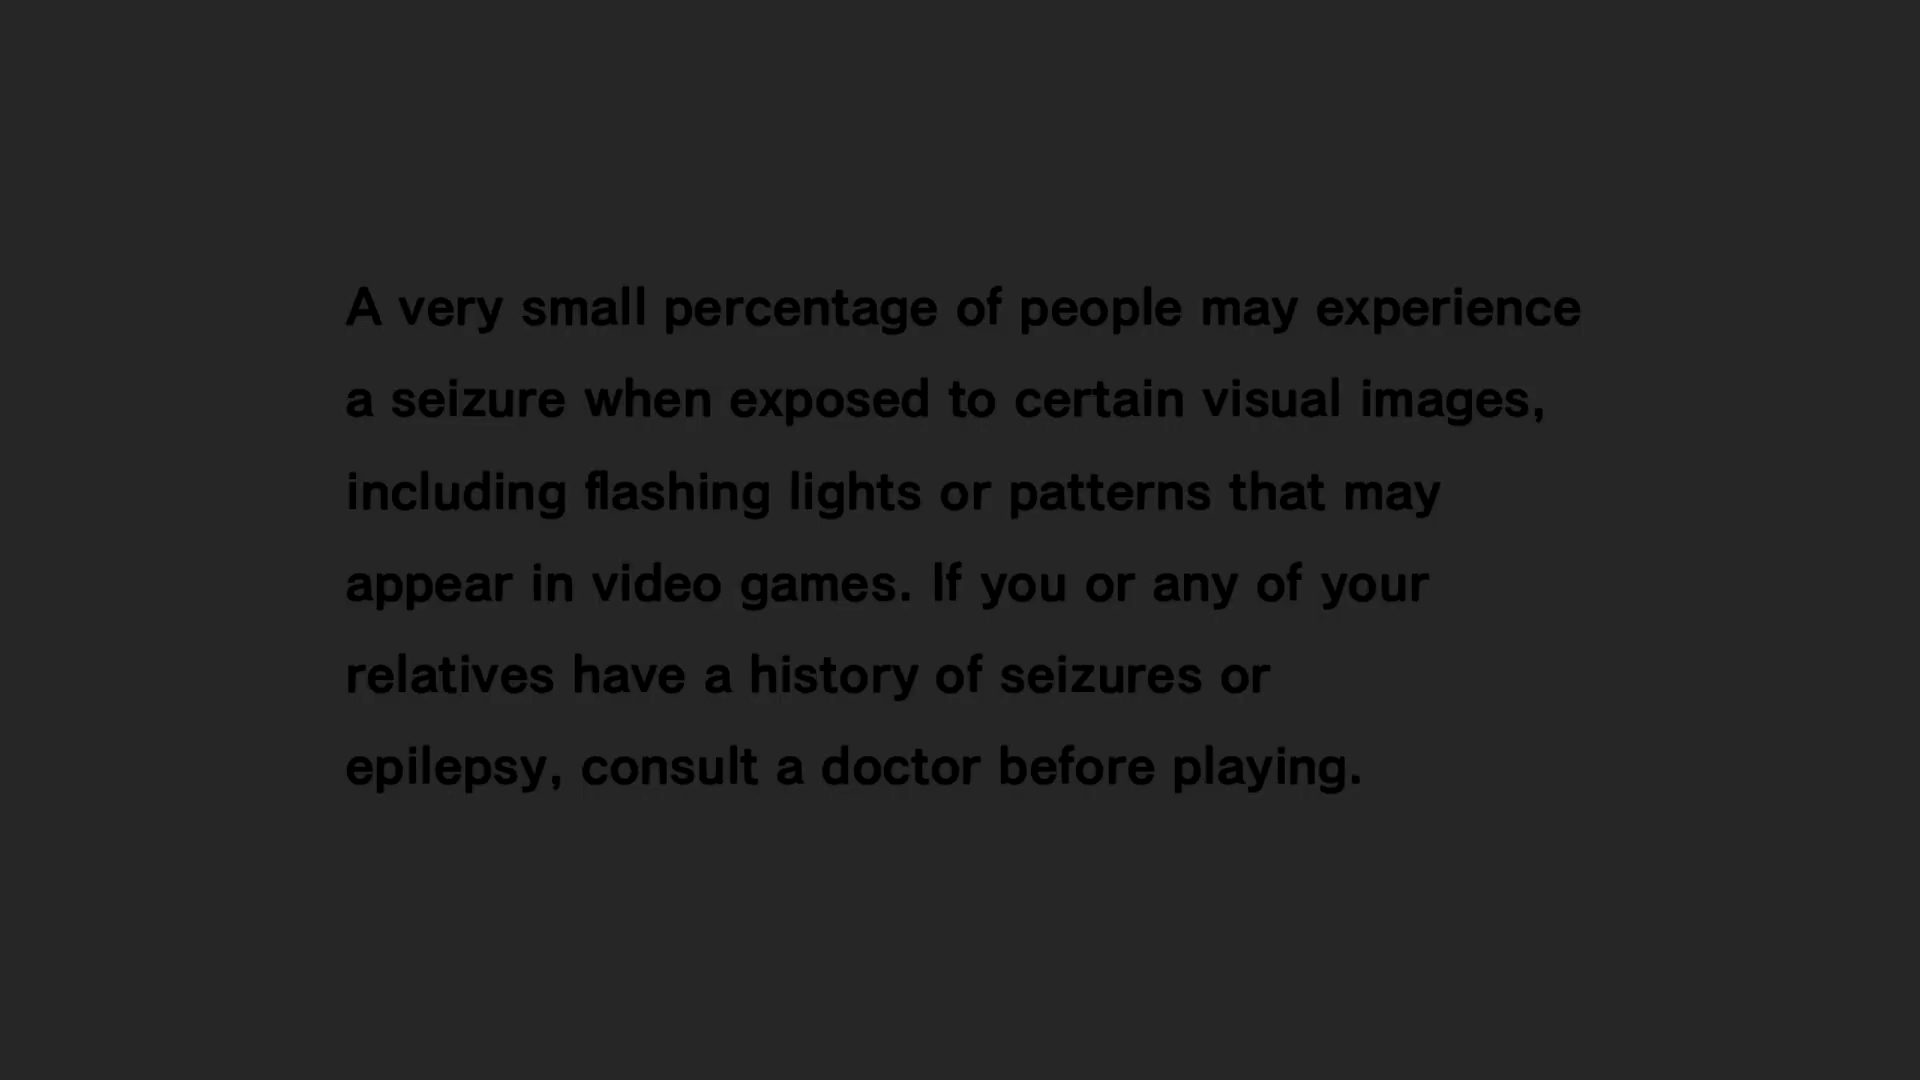 A very small percentage of people may experience
a seizure when exposed to certain visual images,
including flashing lights or patterns that may
appear in video games. If you or any of your
relatives have a history of seizures or
epilepsy, consult a doctor before playing.